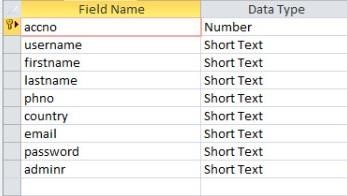 Field Name Data Type
accno Number
username Short Text
firstname Short Text
lastname Short Text
phno Short Text
country Short Text
email Short Text
password Short Text
adminr Short Text